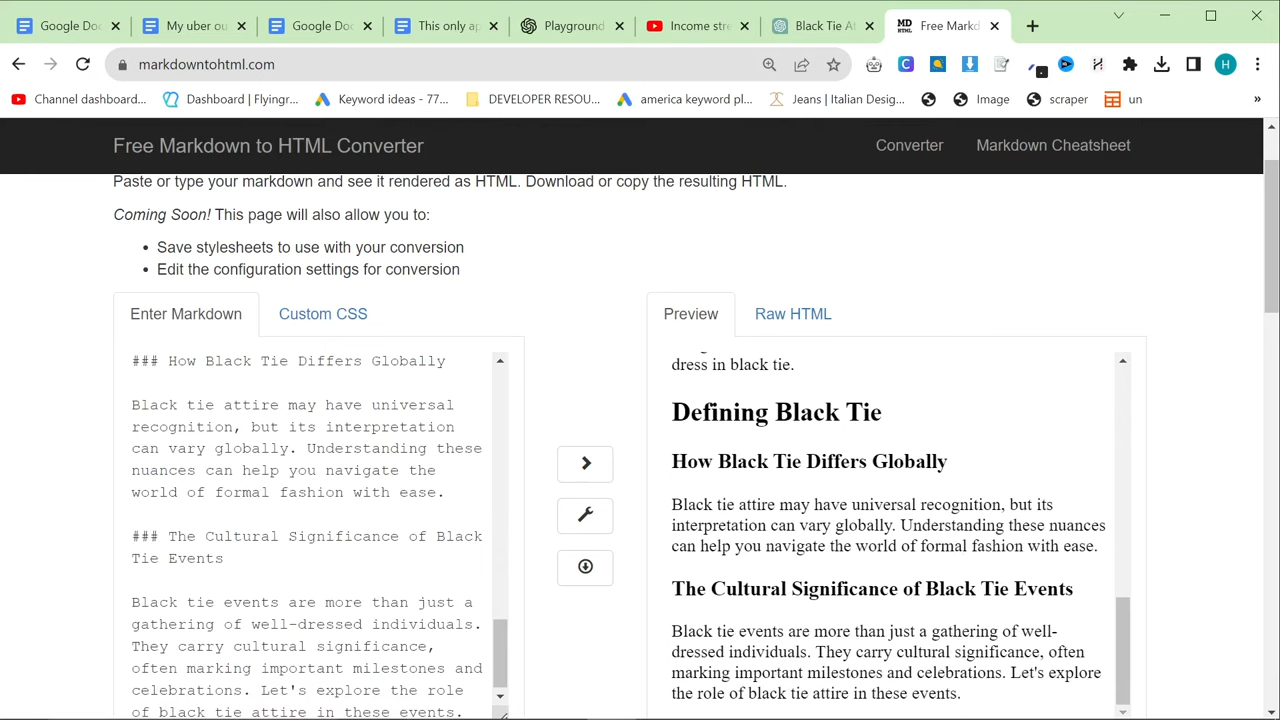 Google Doc
My uber ou
Google Doc
This only ap
Playground
Income stre
Black Tie At
MD
HTML
Free Markd
markdowntohtml.com
H
Channel dashboard...
Dashboard | Flyingr...
Keyword ideas - 77...
DEVELOPER RESOU...
america keyword pl...
Jeans | Italian Desig...
Image
scraper
un
»
Free Markdown to HTML Converter
Converter
Markdown Cheatsheet
Paste or type your markdown and see it rendered as HTML. Download or copy the resulting HTML.
Coming Soon! This page will also allow you to:
• Save stylesheets to use with your conversion
• Edit the configuration settings for conversion
Enter Markdown
Custom CSS
### How Black Tie Differs Globally
Black tie attire may have universal
recognition, but its interpretation
can vary globally. Understanding these
nuances can help you navigate the
world of formal fashion with ease.
### The Cultural Significance of Black
Tie Events
Black tie events are more than just a
gathering of well-dressed individuals.
They carry cultural significance,
often marking important milestones and
celebrations. Let's explore the role
of black tie attire in these events.
Preview
Raw HTML
dress in black tie.
Defining Black Tie
How Black Tie Differs Globally
Black tie attire may have universal recognition, but its
interpretation can vary globally. Understanding these nuances
can help you navigate the world of formal fashion with ease.
The Cultural Significance of Black Tie Events
Black tie events are more than just a gathering of well-
dressed individuals. They carry cultural significance, often
marking important milestones and celebrations. Let's explore
the role of black tie attire in these events.